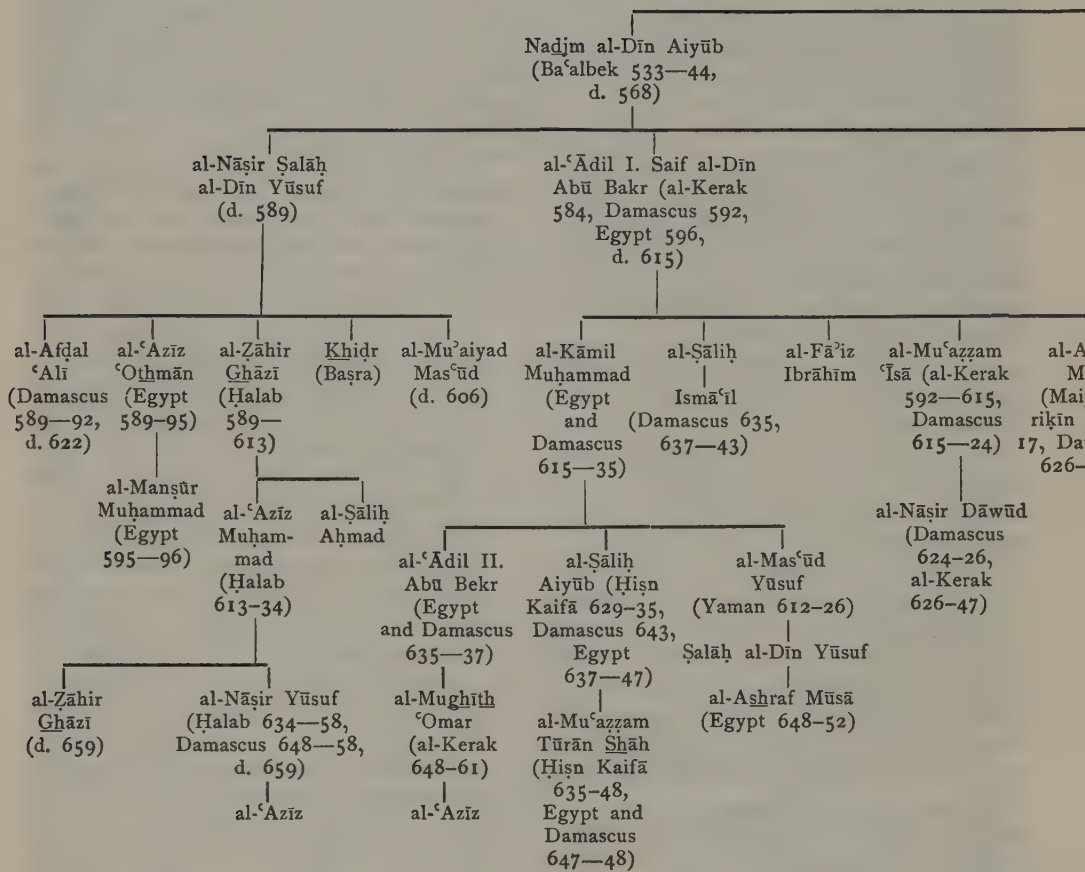 Nadjm al-Dīn Aiyūb
(Baʿalbek 533—44,
d. 568)
al-Nāṣir Ṣalāḥ
al-Dīn Yūsuf
(d. 589)
al-ʿĀdil I. Saif al-Dīn
Abū Bakr (al-Kerak
584, Damascus 592,
Egypt 596,
d. 615)
al-Afḍal
ʿAlī
(Damascus
589—92,
d. 622)
al-ʿAzīz
ʿOthmān
(Egypt
589-95)
al-Ẓāhir
Ghāzī
(Ḥalab
589—
613)
Khiḍr
(Baṣra)
al-Muʾaiyad
Masʿūd
(d. 606)
al-Kāmil
Muḥammad
(Egypt
and
Damascus
615—35)
al-Ṣāliḥ
Ismāʿīl
(Damascus 635,
637—43)
al-Fāʾiz
Ibrāhīm
al-Muʿaẓẓam
ʿĪsā (al-Kerak
592—615,
Damascus
615—24)
al-A
M
(Maip
riḳīn
17, Da
626-
al-Manṣūr
Muḥammad
(Egypt
595—96)
al-ʿAzīz
Muḥam-
mad
(Ḥalab
613-34)
al-Ṣāliḥ
Aḥmad
al-ʿĀdil II.
Abū Bekr
(Egypt
and Damascus
635—37)
al-Ṣāliḥ
Aiyūb (Ḥiṣn
Kaifā 629-35,
Damascus 643,
Egypt
637—47)
al-Masʿūd
Yūsuf
(Yaman 612-26)
Ṣalāḥ al-Dīn Yūsuf
al-Ashraf Mūsā
(Egypt 648-52)
al-Nāṣir Dāwūd
(Damascus
624-26,
al-Kerak
626-47)
al-Ẓāhir
Ghāzī
(d. 659)
al-Nāṣir Yūsuf
(Ḥalab 634—58,
Damascus 648—58,
d. 659)
al-ʿAzīz
al-Mughīth
ʿOmar
(al-Kerak
648-61)
al-ʿAzīz
al-Muʿaẓẓam
Tūrān Shāh
(Ḥiṣn Kaifā
635-48,
Egypt and
Damascus
647—48)